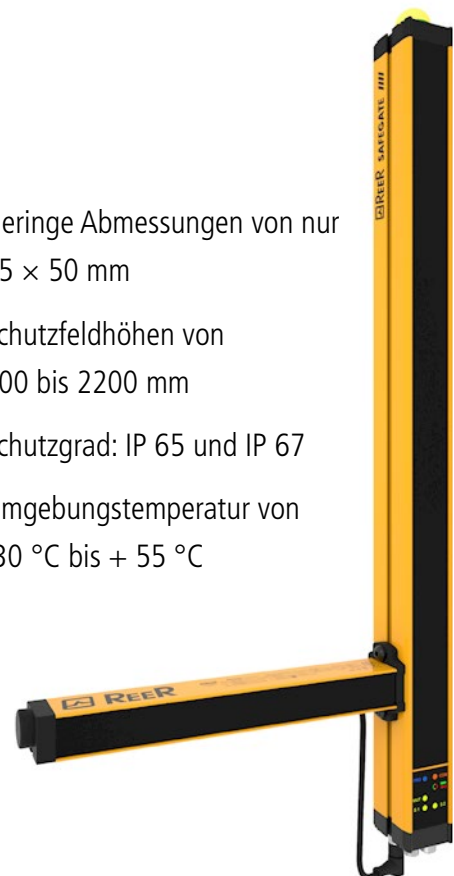 eringe Abmessungen von nur
5 × 50 mm
chutzfeldhöhen von
00 bis 2200 mm
chutzgrad: IP 65 und IP 67
mgebungstemperatur von
30 °C bis + 55 °C
REER SAFEGATE
REER